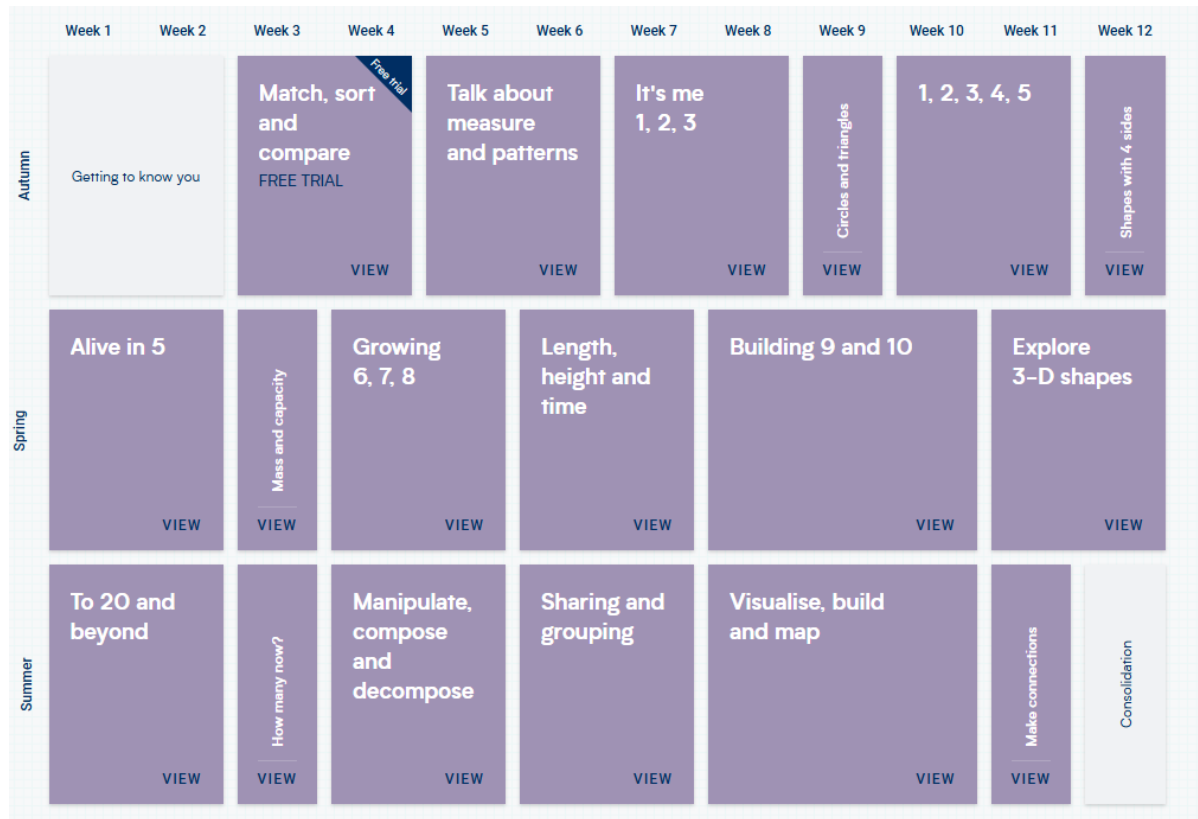 Week 1 Week 2 Week 3 Week 4 Week 5 Week 6 Week 7 Week 8 Week 9 Week 10 Week 11 Week 12
Autumn
Getting to know you
Match, sort
and
compare
FREE TRIAL
Free trial
VIEW
Talk about
measure
and patterns
VIEW
It's me
1, 2, 3
VIEW
Circles and triangles
VIEW
1, 2, 3, 4, 5
VIEW
Shapes with 4 sides
VIEW
Spring
Alive in 5
VIEW
Mass and capacity
VIEW
Growing
6, 7, 8
VIEW
Length,
height and
time
VIEW
Building 9 and 10
VIEW
Explore
3-D shapes
VIEW
Summer
To 20 and
beyond
VIEW
How many now?
VIEW
Manipulate,
compose
and
decompose
VIEW
Sharing and
grouping
VIEW
Visualise, build
and map
VIEW
Make connections
VIEW
Consolidation